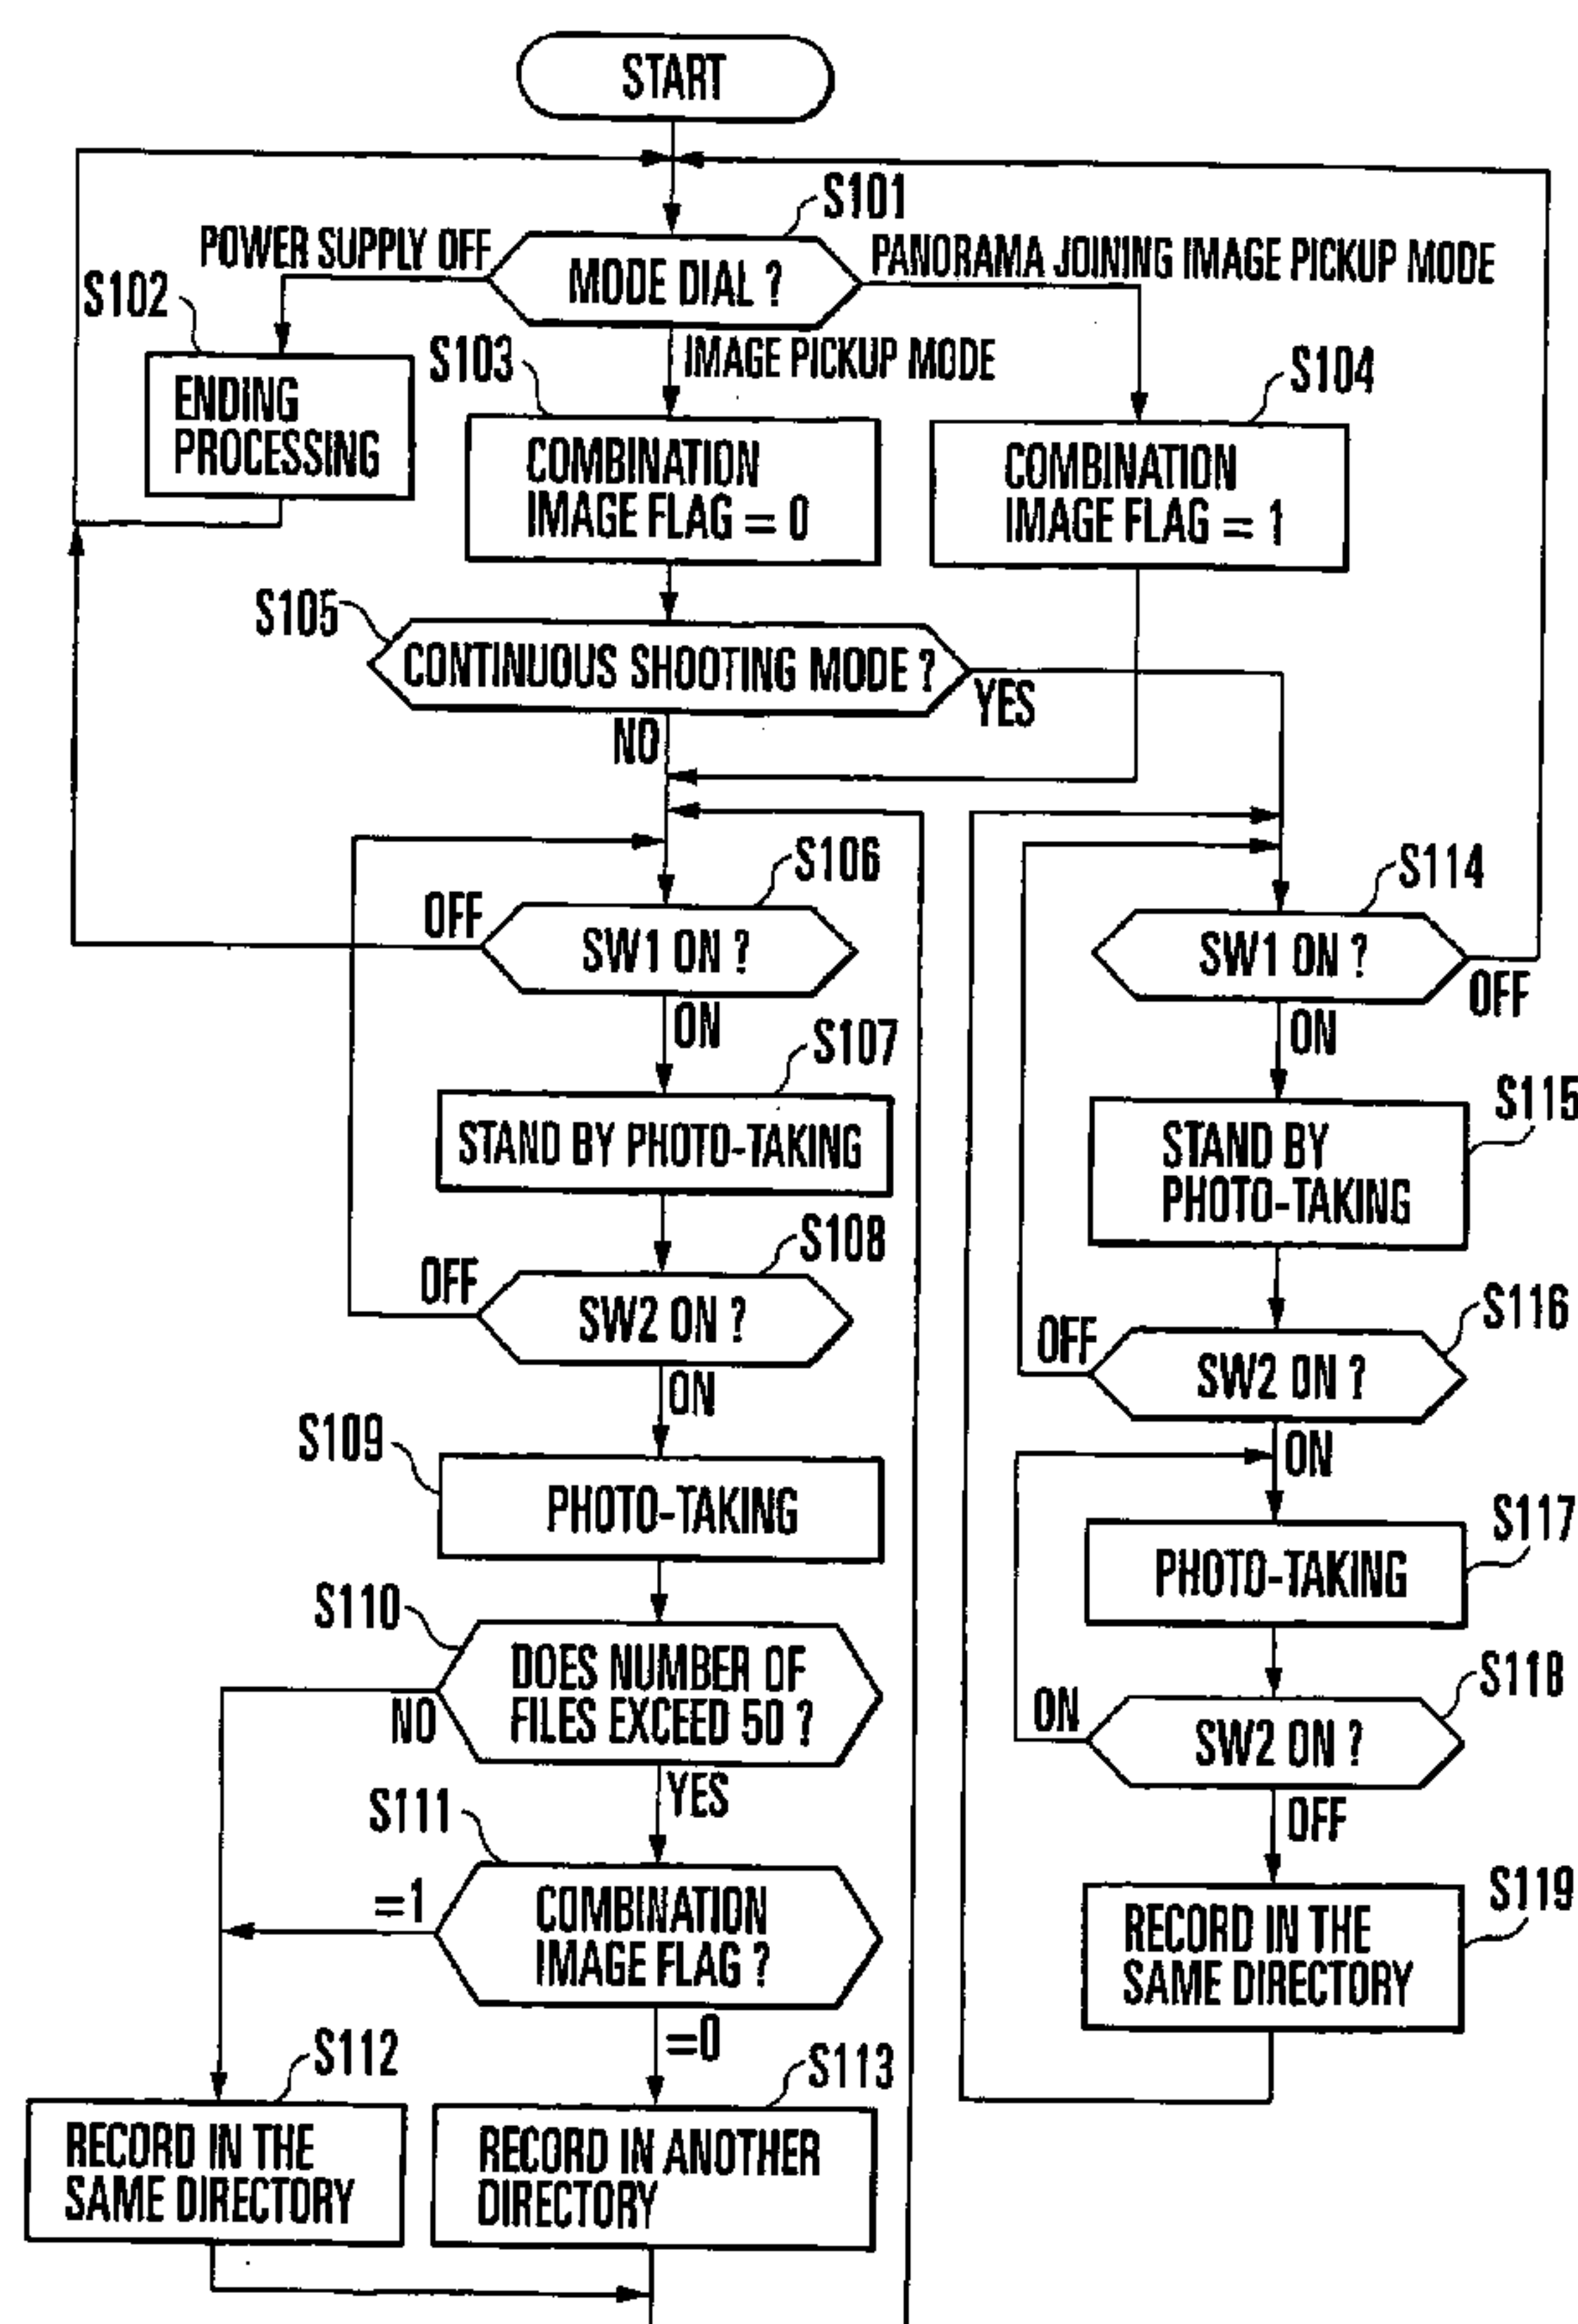 START
S101
POWER SUPPLY OFF
MODE DIAL ?
PANORAMA JOINING IMAGE PICKUP MODE
S102
S103
IMAGE PICKUP MODE
S104
ENDING
PROCESSING
COMBINATION
IMAGE FLAG = 0
COMBINATION
IMAGE FLAG = 1
S105
CONTINUOUS SHOOTING MODE ?
YES
NO
S106
S114
OFF
SW1 ON ?
SW1 ON ?
OFF
ON
ON
S107
S115
STAND BY PHOTO-TAKING
STAND BY
PHOTO-TAKING
S108
S116
OFF
SW2 ON ?
OFF
SW2 ON ?
ON
ON
S109
S117
PHOTO-TAKING
PHOTO-TAKING
S110
S118
DOES NUMBER OF
FILES EXCEED 50 ?
NO
ON
SW2 ON ?
YES
OFF
S111
S119
=1
COMBINATION
IMAGE FLAG ?
RECORD IN THE
SAME DIRECTORY
=0
S112
S113
RECORD IN THE
SAME DIRECTORY
RECORD IN ANOTHER
DIRECTORY